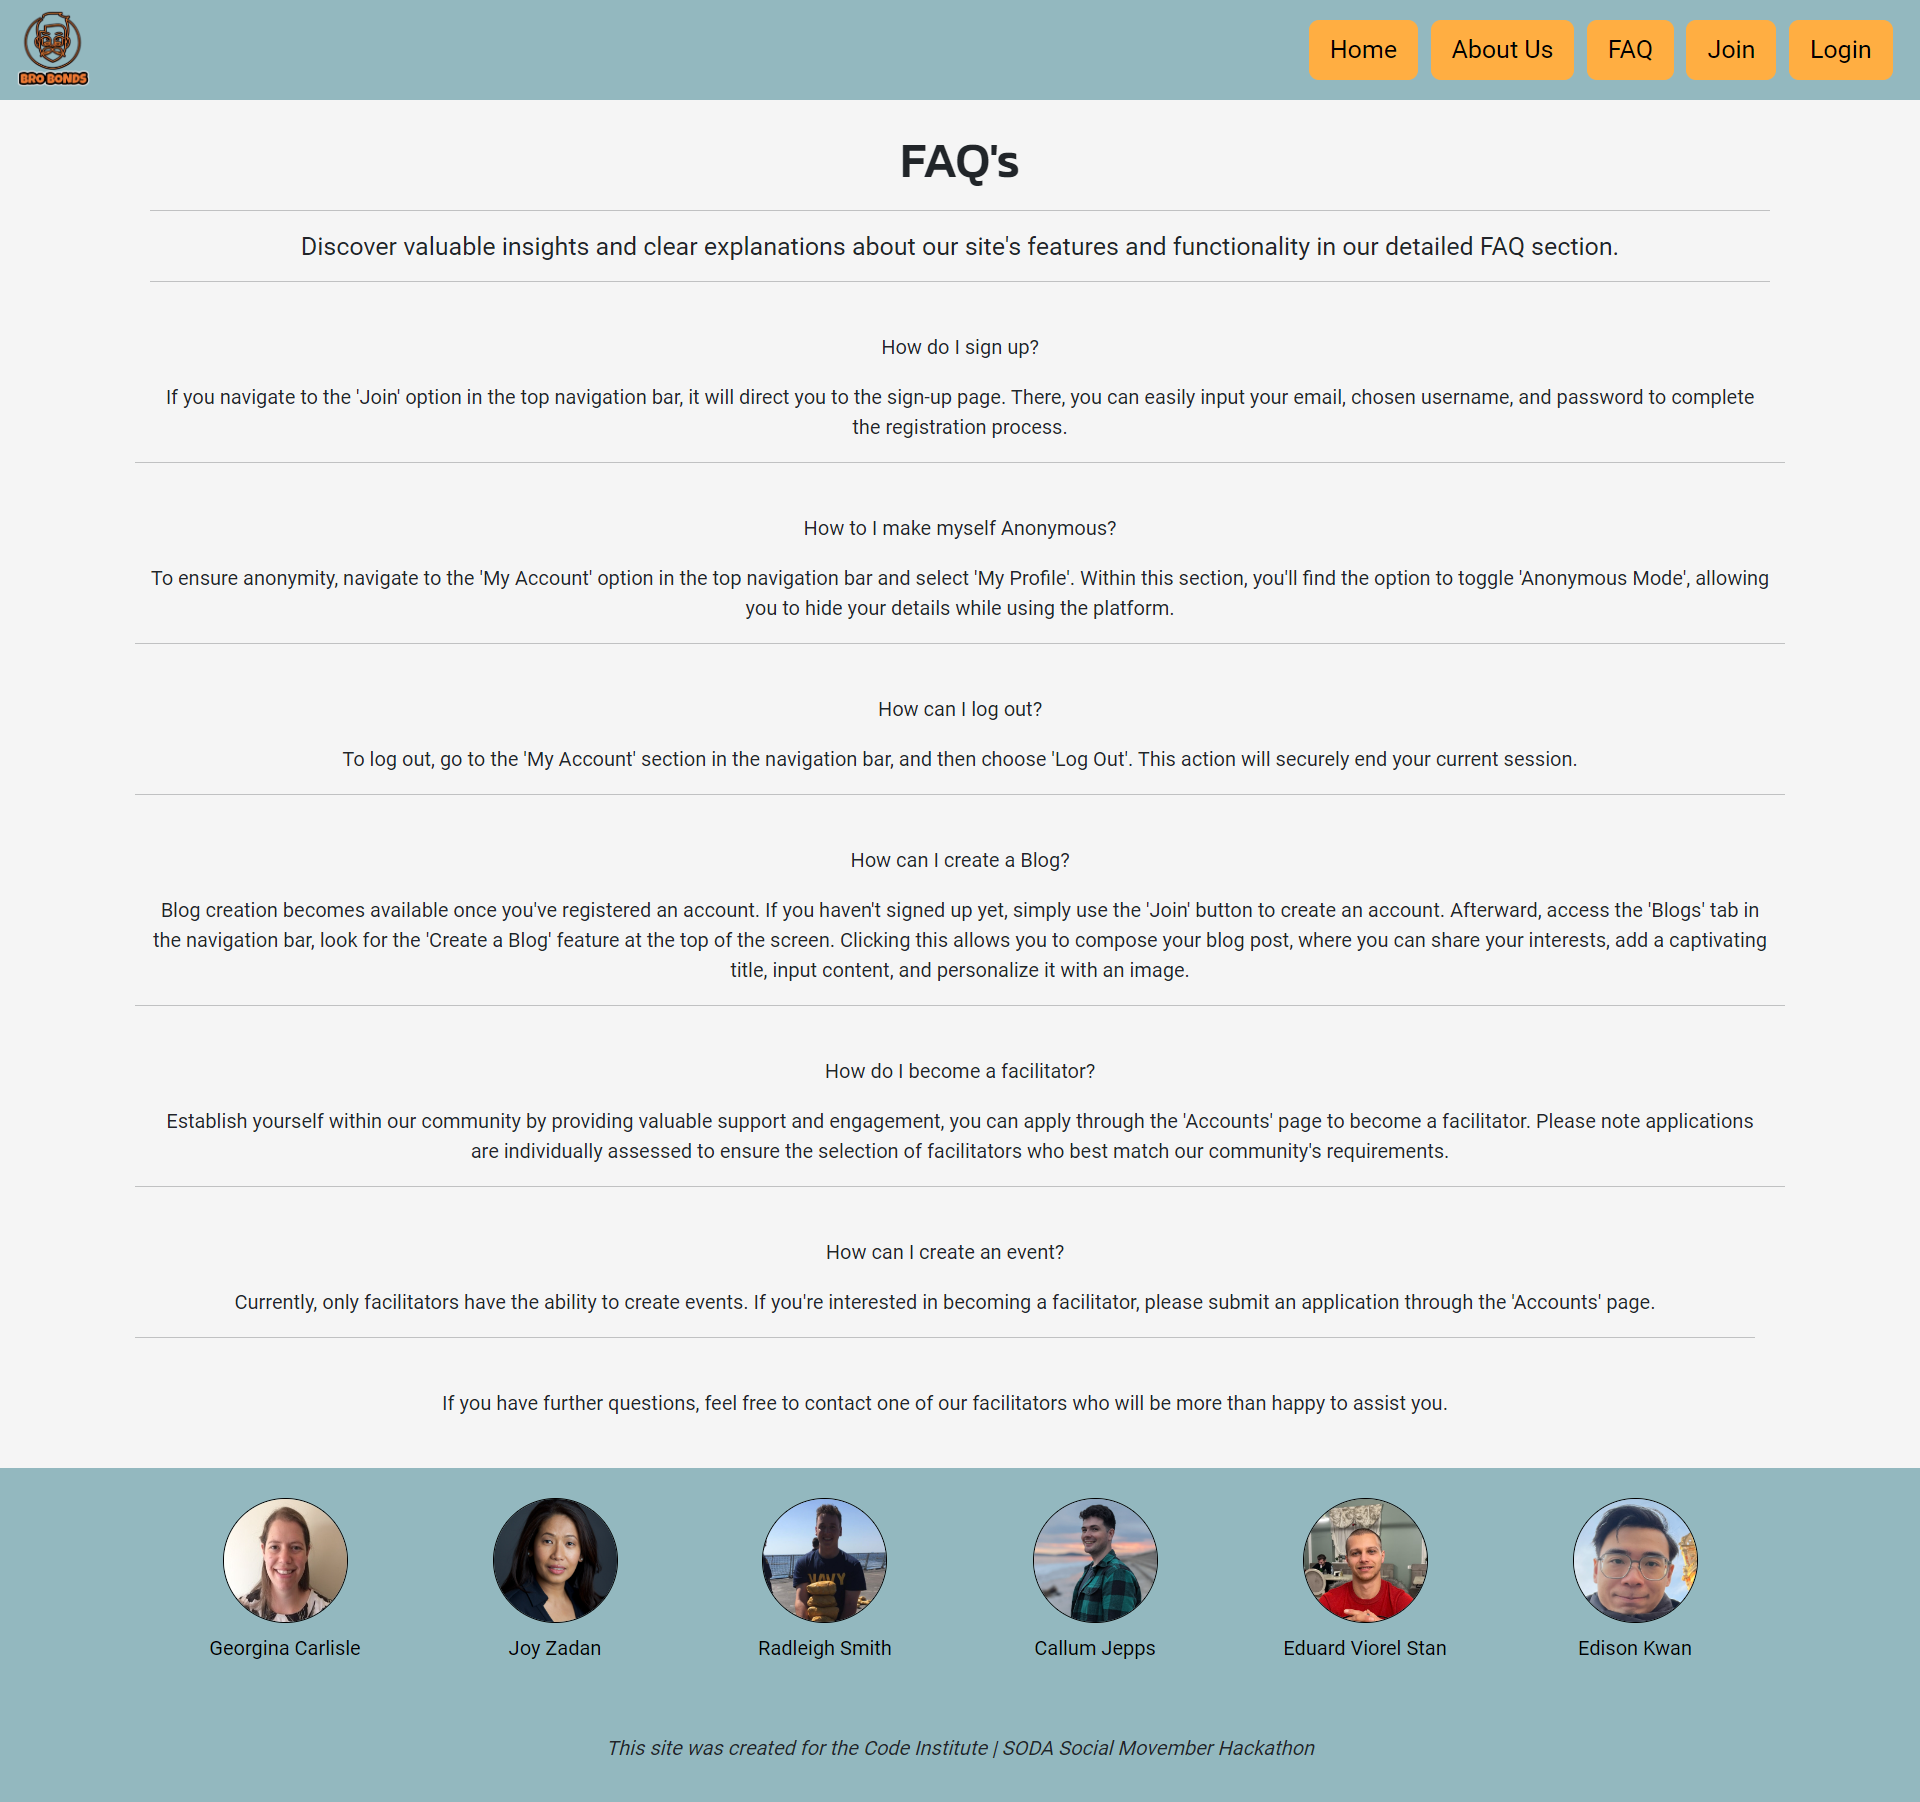 BRO BONDS
Home
About Us
FAQ
Join
Login
FAQ's
Discover valuable insights and clear explanations about our site's features and functionality in our detailed FAQ section.
How do I sign up?
If you navigate to the 'Join' option in the top navigation bar, it will direct you to the sign-up page. There, you can easily input your email, chosen username, and password to complete
the registration process.
How to I make myself Anonymous?
To ensure anonymity, navigate to the 'My Account' option in the top navigation bar and select 'My Profile'. Within this section, you'll find the option to toggle 'Anonymous Mode', allowing
you to hide your details while using the platform.
How can I log out?
To log out, go to the 'My Account' section in the navigation bar, and then choose 'Log Out'. This action will securely end your current session.
How can I create a Blog?
Blog creation becomes available once you've registered an account. If you haven't signed up yet, simply use the 'Join' button to create an account. Afterward, access the 'Blogs' tab in
the navigation bar, look for the 'Create a Blog' feature at the top of the screen. Clicking this allows you to compose your blog post, where you can share your interests, add a captivating
title, input content, and personalize it with an image.
How do I become a facilitator?
Establish yourself within our community by providing valuable support and engagement, you can apply through the 'Accounts' page to become a facilitator. Please note applications
are individually assessed to ensure the selection of facilitators who best match our community's requirements.
How can I create an event?
Currently, only facilitators have the ability to create events. If you're interested in becoming a facilitator, please submit an application through the 'Accounts' page.
If you have further questions, feel free to contact one of our facilitators who will be more than happy to assist you.
NAVY
Georgina Carlisle
Joy Zadan
Radleigh Smith
Callum Jepps
Eduard Viorel Stan
Edison Kwan
This site was created for the Code Institute | SODA Social Movember Hackathon